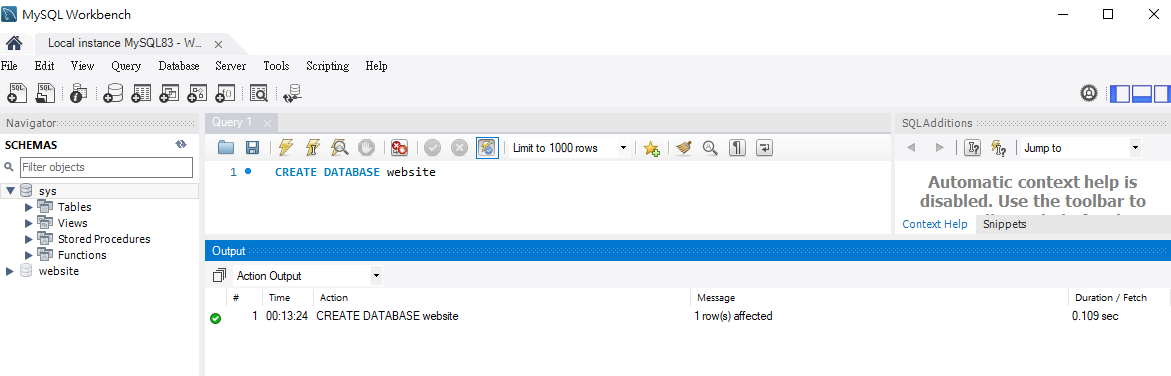 MySQL Workbench
Local instance MySQL83 - W... ×
File Edit View Query Database Server Tools Scripting Help
Navigator
SCHEMAS
Filter objects
sys
Tables
Views
Stored Procedures
Functions
website
Query 1 ×
Limit to 1000 rows
1 CREATE DATABASE website
SQLAdditions
Jump to
Automatic context help is
disabled. Use the toolbar to
Context Help Snippets
Output
Action Output
# Time Action Message Duration / Fetch
1 00:13:24 CREATE DATABASE website 1 row(s) affected 0.109 sec